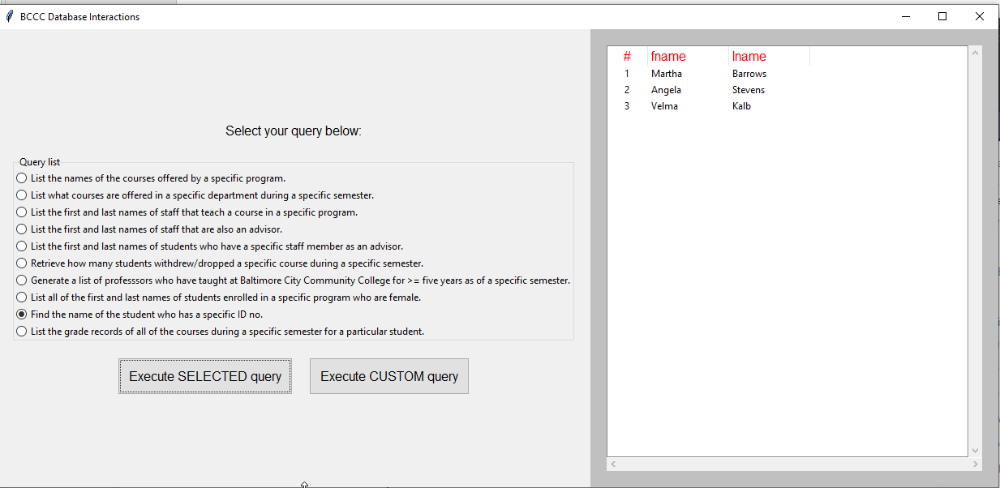 BCCC Database Interactions
Select your query below:
Query list
List the names of the courses offered by a specific program.
List what courses are offered in a specific department during a specific semester.
List the first and last names of staff that teach a course in a specific program.
List the first and last names of staff that are also an advisor.
List the first and last names of students who have a specific staff member as an advisor.
Retrieve how many students withdrew/dropped a specific course during a specific semester.
Generate a list of professsors who have taught at Baltimore City Community College for >= five years as of a specific semester.
List all of the first and last names of students enrolled in a specific program who are female.
Find the name of the student who has a specific ID no.
List the grade records of all of the courses during a specific semester for a particular student.
Execute SELECTED query Execute CUSTOM query
# fname lname
1 Martha Barrows
2 Angela Stevens
3 Velma Kalb